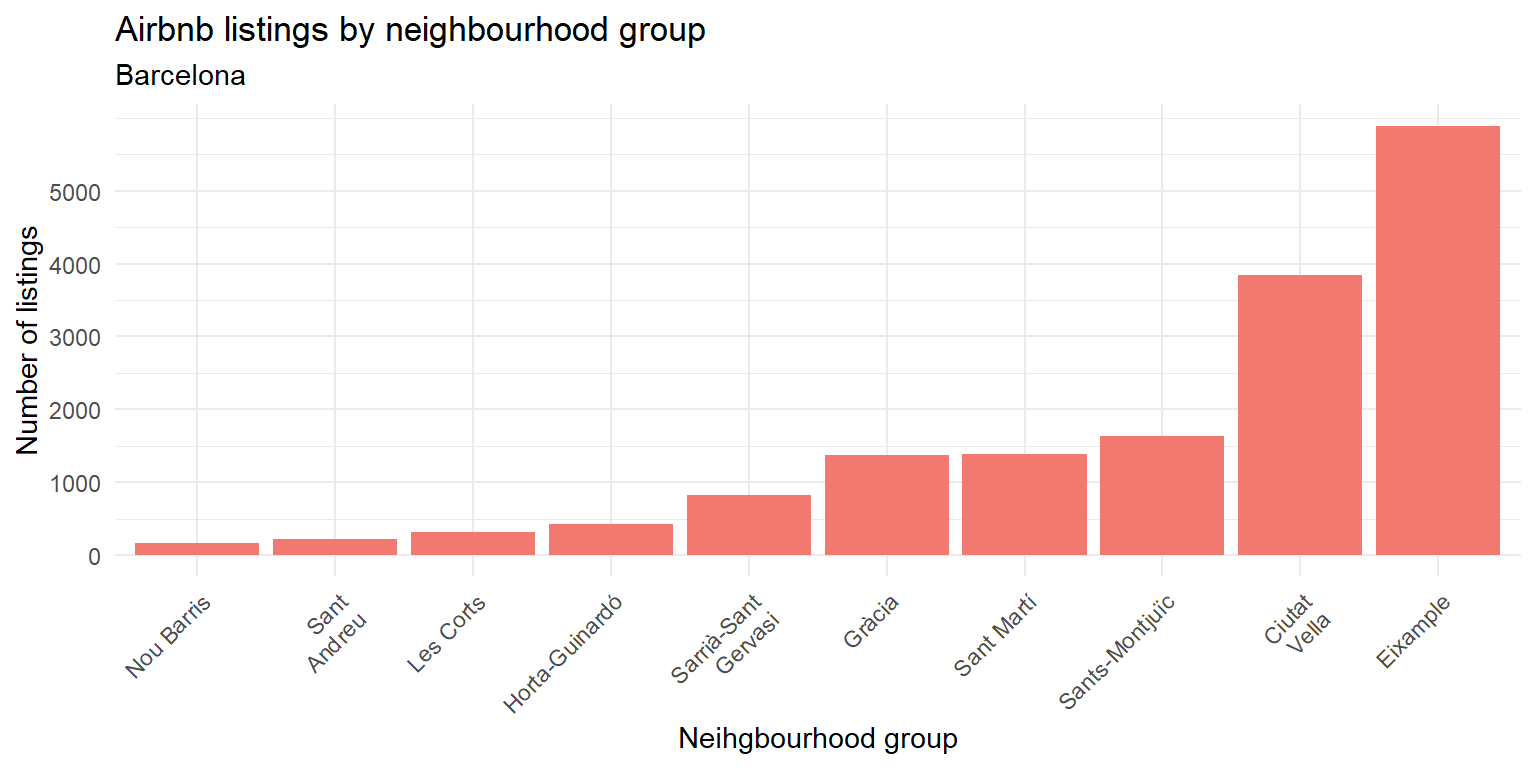 Airbnb listings by neighbourhood group
Barcelona
Number of listings
5000
4000
3000
2000
1000
0
Nou Barris
Sant
Andreu
Les Corts
Horta-Guinardó
Sarrià-Sant
Gervasi
Gràcia
Sant Martí
Sants-Montjuïc
Ciutat
Vella
Eixample
Neihgbourhood group